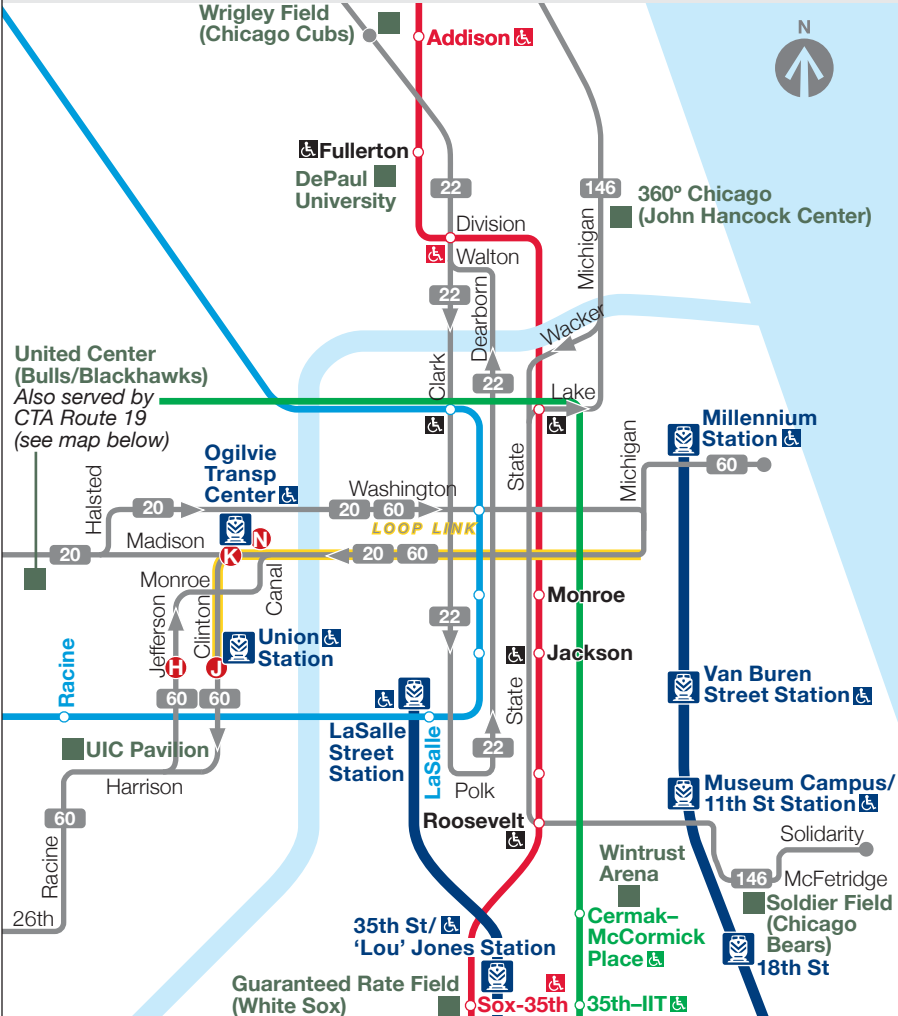 Wrigley Field
(Chicago Cubs)
Addison
N
Fullerton
DePaul
University
22
146
360º Chicago
(John Hancock Center)
Division
Walton
Michigan
22
Dearborn
Wacker
22
Clark
United Center
(Bulls/Blackhawks)
Also served by
CTA Route 19
(see map below)
Lake
State
Michigan
Millennium
Station
60
Ogilvie
Transp
Center
Halsted
20
Washington
20
60
LOOP LINK
20
Madison
K
N
20
60
Monroe
Canal
Jefferson
Clinton
22
Monroe
H
J
Union
Station
Jackson
Racine
60
60
State
Van Buren
Street Station
UIC Pavilion
LaSalle
Street
Station
LaSalle
22
Harrison
Polk
Museum Campus/
11th St Station
60
Racine
Roosevelt
Solidarity
Wintrust
Arena
146
McFetridge
Soldier Field
(Chicago
Bears)
26th
35th St/
‘Lou’ Jones Station
Cermak–
McCormick
Place
18th St
Guaranteed Rate Field
(White Sox)
Sox-35th
35th–IIT